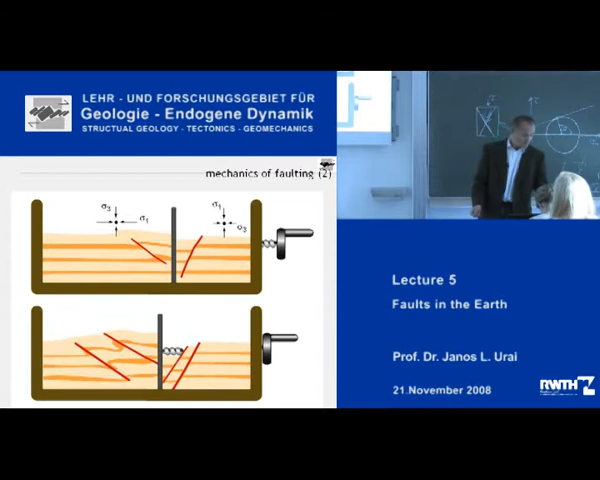 LEHR - UND FORSCHUNGSGEBIET FÜR
Geologie - Endogene Dynamik
STRUCTUAL GEOLOGY - TECTONICS - GEOMECHANICS
mechanics of faulting (2)
σ3
σ1
σ1
σ3
Lecture 5
Faults in the Earth
Prof. Dr. Janos L. Urai
21.November 2008
RWTH